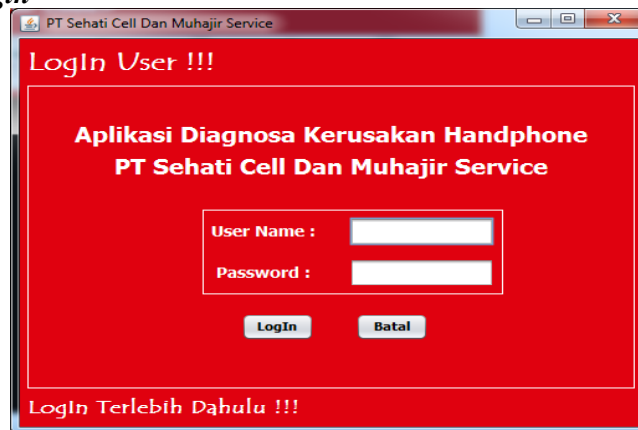 PT Sehati Cell Dan Muhajir Service
LogIn User !!!
Aplikasi Diagnosa Kerusakan Handphone
PT Sehati Cell Dan Muhajir Service
User Name :
Password :
LogIn Batal
LogIn Terlebih Dahulu !!!